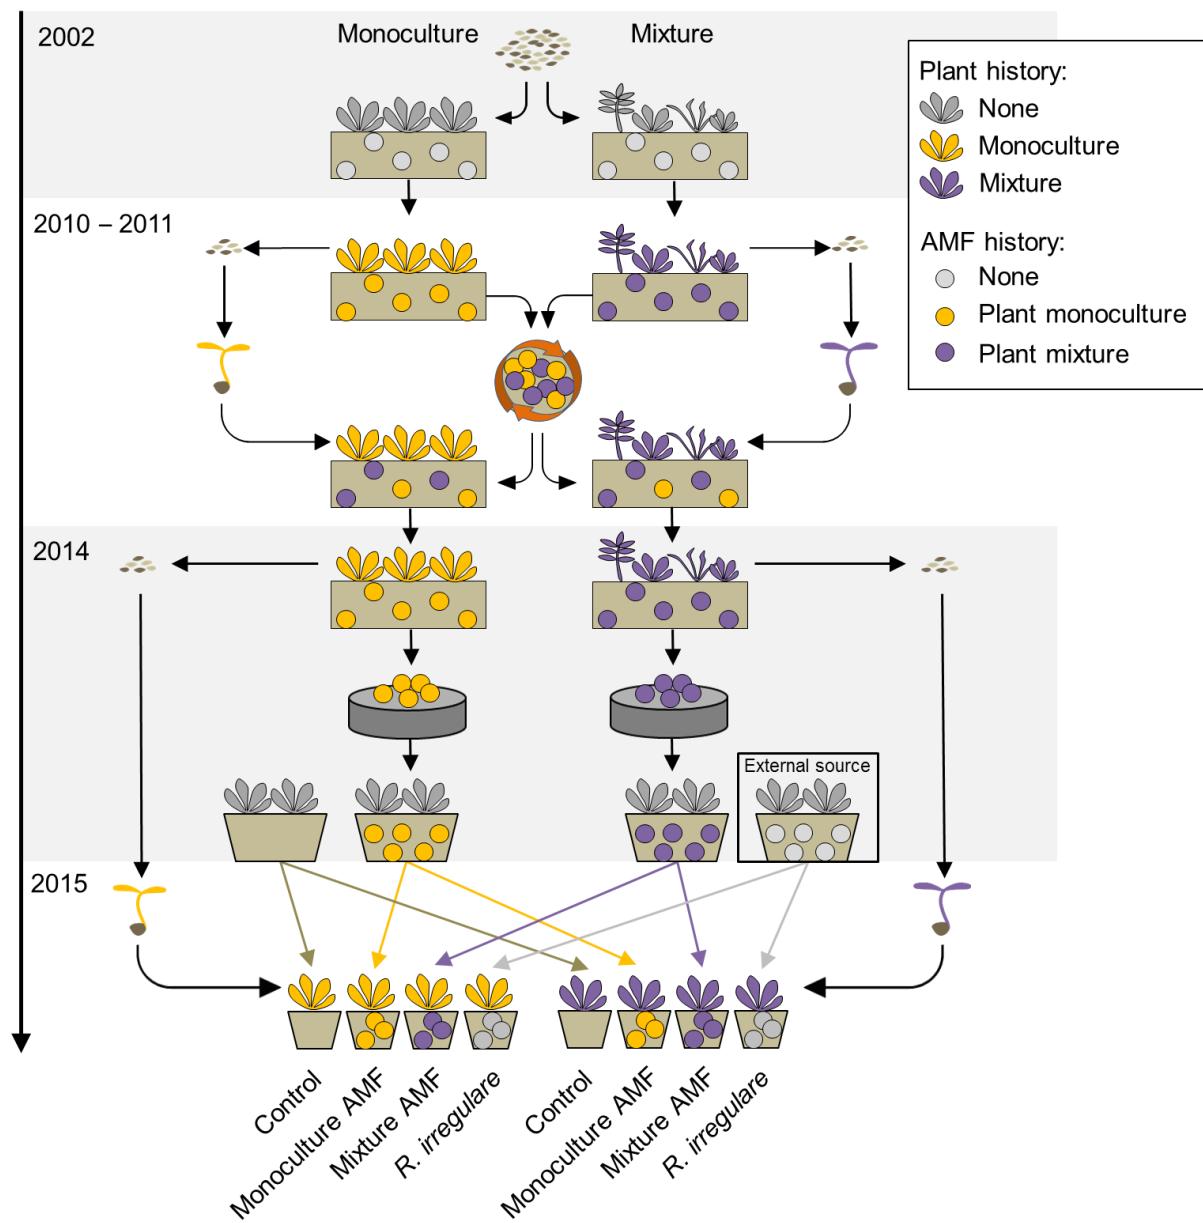 2002
Monoculture
Mixture
Plant history:
None
Monoculture
Mixture
AMF history:
None
Plant monoculture
Plant mixture
2010 – 2011
2014
External source
2015
Control
Monoculture AMF
Mixture AMF
R. irregulare
Control
Monoculture AMF
Mixture AMF
R. irregulare